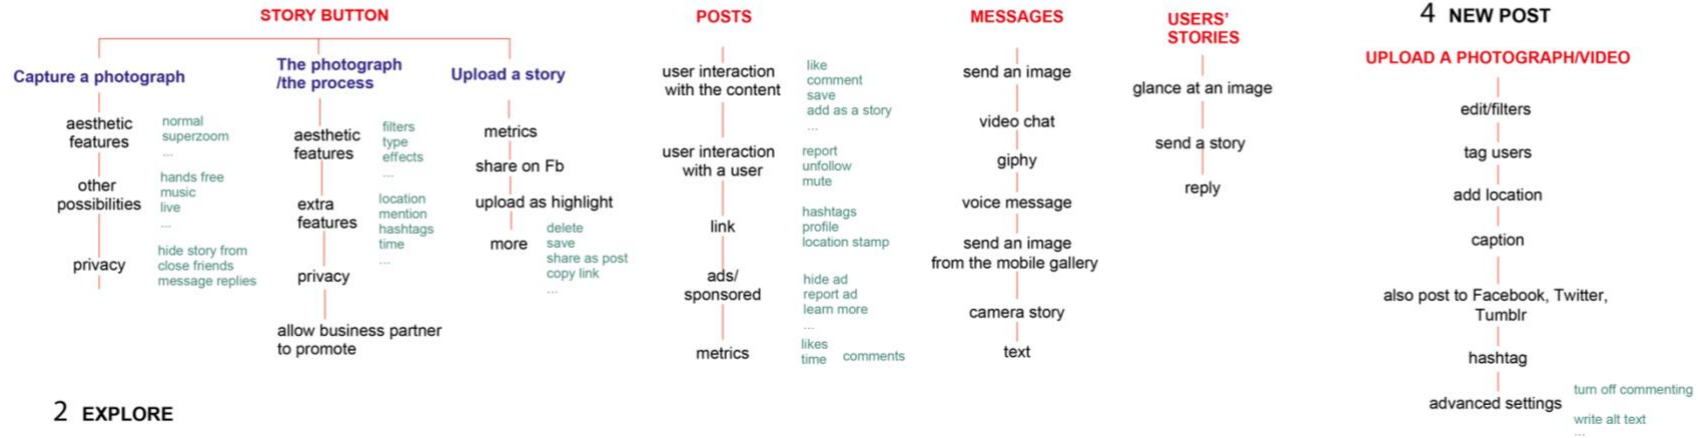 STORY BUTTON
Capture a photograph
aesthetic
features
normal
superzoom
...
other
possibilities
hands free
music
live
...
privacy
hide story from
close friends
message replies
The photograph
/the process
aesthetic
features
filters
type
effects
...
extra
features
location
mention
hashtags
time
...
privacy
allow business partner
to promote
Upload a story
metrics
share on Fb
upload as highlight
more
delete
save
share as post
copy link
...
POSTS
user interaction
with the content
like
comment
save
add as a story
...
user interaction
with a user
report
unfollow
mute
link
hashtags
profile
location stamp
ads/
sponsored
hide ad
report ad
learn more
...
metrics
likes
time comments
MESSAGES
send an image
video chat
giphy
voice message
send an image
from the mobile gallery
camera story
text
USERS'
STORIES
glance at an image
send a story
reply
4 NEW POST
UPLOAD A PHOTOGRAPH/VIDEO
edit/filters
tag users
add location
caption
also post to Facebook, Twitter,
Tumblr
hashtag
advanced settings
turn off commenting
write alt text
...
2 EXPLORE